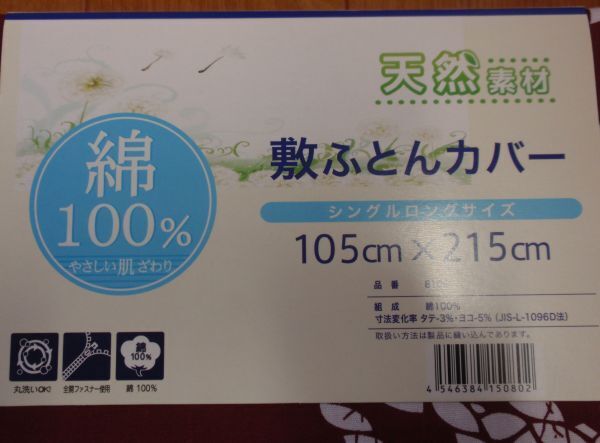 天然素材
綿
100%
やさしい肌ざわり
敷ふとんカバー
シングルロングサイズ
105cm×215cm
品番
組成 綿100%
寸法変化率 タテ-3%・ヨコ-5% (JIS-L-1096D法)
取扱い方法は製品に縫い込んであります。
綿
100%
丸洗いOK!
全開ファスナー使用
綿 100%
4 546384 150802